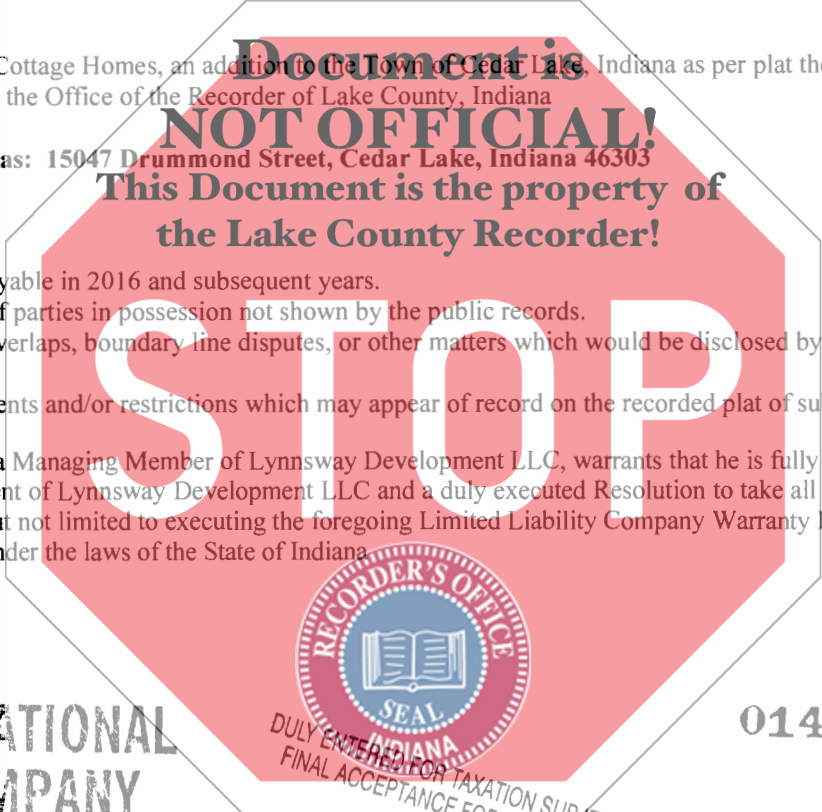 Cottage Homes, an addition to the Town of Cedar Lake, Indiana as per plat the
Document is
the Office of the Recorder of Lake County, Indiana
NOT OFFICIAL!
as: 15047 Drummond Street, Cedar Lake, Indiana 46303
This Document is the property of
the Lake County Recorder!
yable in 2016 and subsequent years.
f parties in possession not shown by the public records.
verlaps, boundary line disputes, or other matters which would be disclosed by
STOP
ents and/or restrictions which may appear of record on the recorded plat of su
a Managing Member of Lynnsway Development LLC, warrants that he is fully
nt of Lynnsway Development LLC and a duly executed Resolution to take all
t not limited to executing the foregoing Limited Liability Company Warranty
nder the laws of the State of Indiana
RECORDER'S OFFICE
SEAL
INDIANA
ATIONAL
MPANY
014
DULY ENTERED FOR TAXATION SU
FINAL ACCEPTANCE FOR